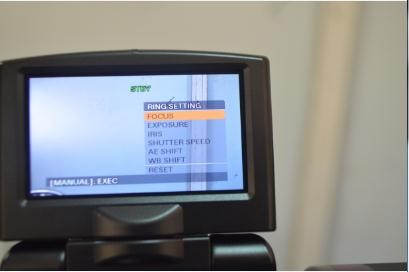 STBY
RING SETTING
FOCUS
EXPOSURE
IRIS
SHUTTER SPEED
AE SHIFT
WB SHIFT
RESET
[MANUAL]: EXEC